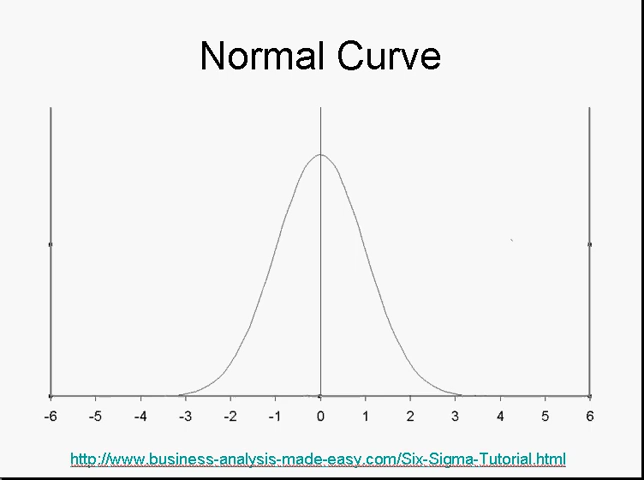 Normal Curve
-6 -5 -4 -3 -2 -1 0 1 2 3 4 5 6
http://www.business-analysis-made-easy.com/Six-Sigma-Tutorial.html